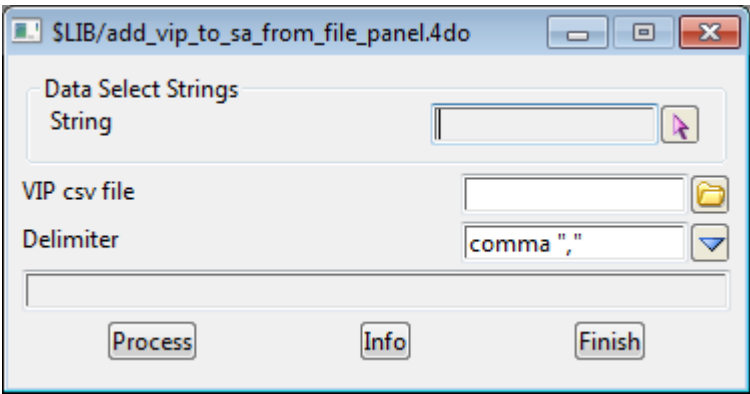 $LIB/add_vip_to_sa_from_file_panel.4do
Data Select Strings
String
VIP csv file
Delimiter comma ","
Process Info Finish